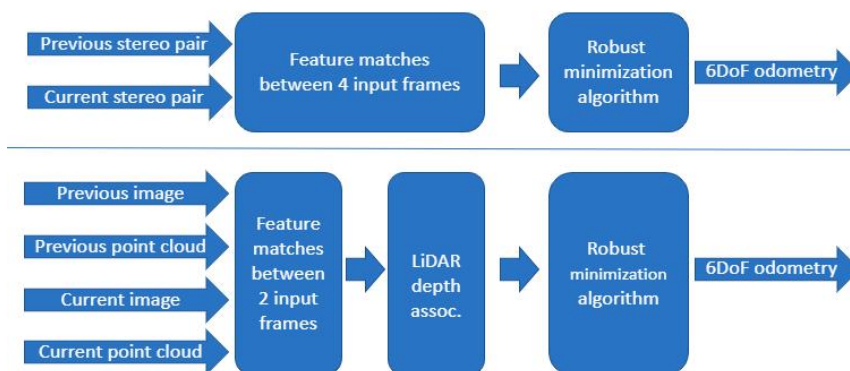 Previous stereo pair
Current stereo pair
Feature matches
between 4 input frames
Robust
minimization
algorithm
6DoF odometry
Previous image
Previous point cloud
Current image
Current point cloud
Feature
matches
between
2 input
frames
LiDAR
depth
assoc.
Robust
minimization
algorithm
6DoF odometry